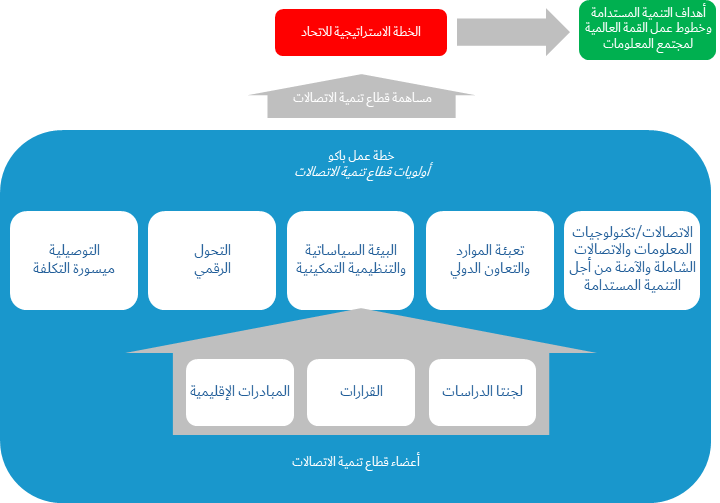 أهداف التنمية المستدامة
وخطوط عمل القمة العالمية
لمجتمع المعلومات
الخطة الاستراتيجية للاتحاد
مساهمة قطاع تنمية الاتصالات
خطة عمل باكو
أولويات قطاع تنمية الاتصالات
الاتصالات/تكنولوجيات
المعلومات والاتصالات
الشاملة والآمنة من أجل
التنمية المستدامة
تعبئة الموارد
والتعاون الدولي
البيئة السياساتية
والتنظيمية التمكينية
التحول
الرقمي
التوصيلية
ميسورة التكلفة
لجنتا الدراسات
القرارات
المبادرات الإقليمية
أعضاء قطاع تنمية الاتصالات